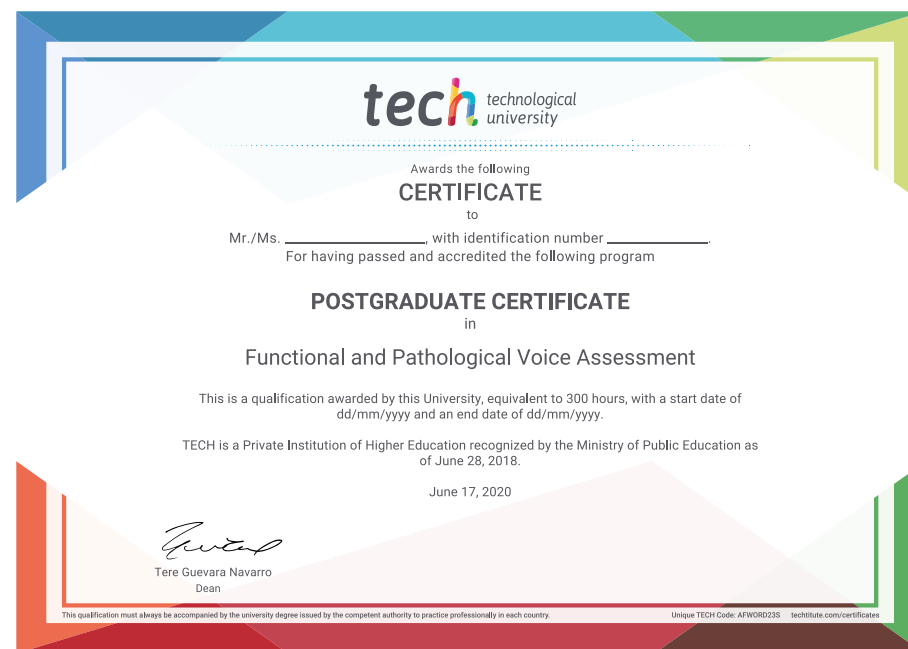 tech technological
university
Awards the following
CERTIFICATE
to
Mr./Ms. ____________________, with identification number ______________.
For having passed and accredited the following program
POSTGRADUATE CERTIFICATE
in
Functional and Pathological Voice Assessment
This is a qualification awarded by this University, equivalent to 300 hours, with a start date of
dd/mm/yyyy and an end date of dd/mm/yyyy.
TECH is a Private Institution of Higher Education recognized by the Ministry of Public Education as
of June 28, 2018.
June 17, 2020
Tere Guevara Navarro
Dean
This qualification must always be accompanied by the university degree issued by the competent authority to practice professionally in each country.
Unique TECH Code: AFWORD23S techtitute.com/certificates